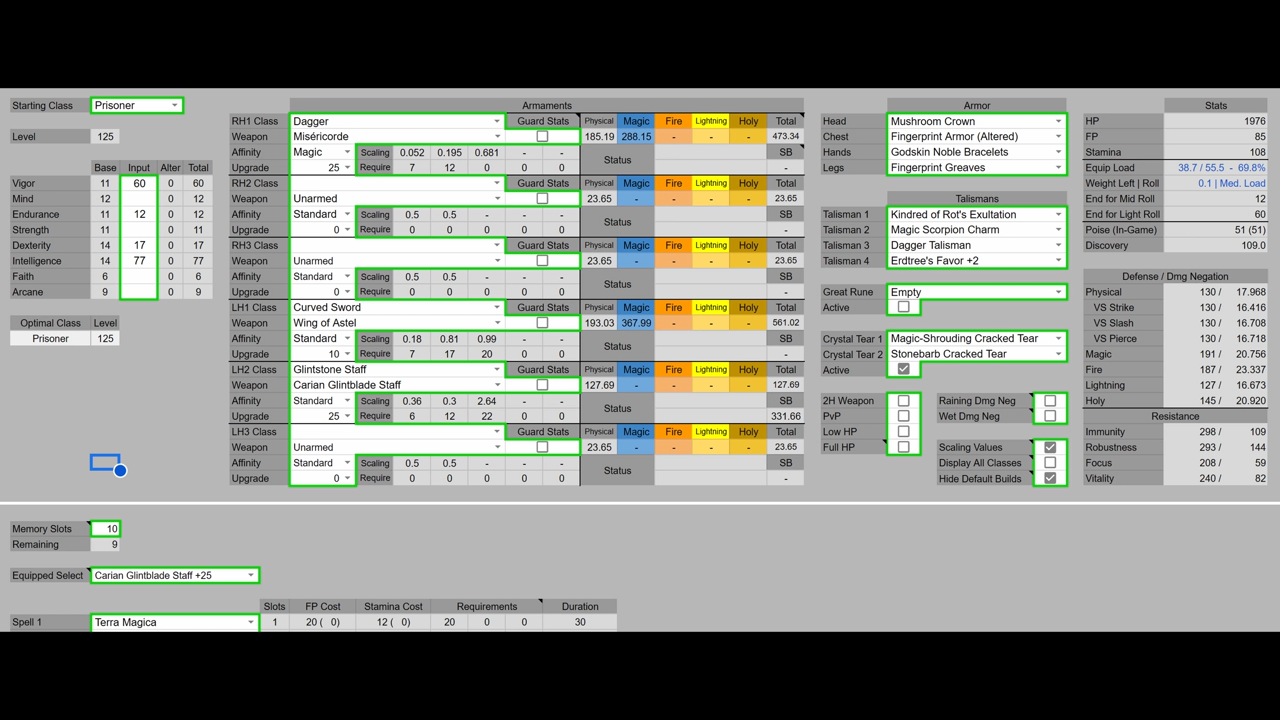 Starting Class Prisoner
Level 125
Base Input Alter Total
Vigor 11 60 0 60
Mind 12 0 12
Endurance 11 12 0 12
Strength 11 0 11
Dexterity 14 17 0 17
Intelligence 14 77 0 77
Faith 6 0 6
Arcane 9 0 9
Optimal Class Level
Prisoner 125
Armaments
RH1 Class Dagger Guard Stats Physical Magic Fire Lightning Holy Total
Weapon Miséricorde 185.19 288.15 - - - 473.34
Affinity Magic Scaling 0.052 0.195 0.681 - - Status SB
Upgrade 25 Require 7 12 0 0 0 -
RH2 Class Guard Stats Physical Magic Fire Lightning Holy Total
Weapon Unarmed 23.65 - - - - 23.65
Affinity Standard Scaling 0.5 0.5 - - - Status SB
Upgrade 0 Require 0 0 0 0 0 -
RH3 Class Guard Stats Physical Magic Fire Lightning Holy Total
Weapon Unarmed 23.65 - - - - 23.65
Affinity Standard Scaling 0.5 0.5 - - - Status SB
Upgrade 0 Require 0 0 0 0 0 -
LH1 Class Curved Sword Guard Stats Physical Magic Fire Lightning Holy Total
Weapon Wing of Astel 193.03 367.99 - - - 561.02
Affinity Standard Scaling 0.18 0.81 0.99 - - Status SB
Upgrade 10 Require 7 17 20 0 0 -
LH2 Class Glintstone Staff Guard Stats Physical Magic Fire Lightning Holy Total
Weapon Carian Glintblade Staff 127.69 - - - - 127.69
Affinity Standard Scaling 0.36 0.3 2.64 - - Status SB
Upgrade 25 Require 6 12 22 0 0 331.66
LH3 Class Guard Stats Physical Magic Fire Lightning Holy Total
Weapon Unarmed 23.65 - - - - 23.65
Affinity Standard Scaling 0.5 0.5 - - - Status SB
Upgrade 0 Require 0 0 0 0 0 -
Armor
Head Mushroom Crown
Chest Fingerprint Armor (Altered)
Hands Godskin Noble Bracelets
Legs Fingerprint Greaves
Talismans
Talisman 1 Kindred of Rot's Exultation
Talisman 2 Magic Scorpion Charm
Talisman 3 Dagger Talisman
Talisman 4 Erdtree's Favor +2
Great Rune Empty
Active
Crystal Tear 1 Magic-Shrouding Cracked Tear
Crystal Tear 2 Stonebarb Cracked Tear
Active
2H Weapon Raining Dmg Neg
PvP Wet Dmg Neg
Low HP
Full HP Scaling Values
Display All Classes
Hide Default Builds
Stats
HP 1976
FP 85
Stamina 108
Equip Load 38.7 / 55.5 - 69.8%
Weight Left | Roll 0.1 | Med. Load
End for Mid Roll 12
End for Light Roll 60
Poise (In-Game) 51 (51)
Discovery 109.0
Defense / Dmg Negation
Physical 130 / 17.968
VS Strike 130 / 16.416
VS Slash 130 / 16.708
VS Pierce 130 / 16.718
Magic 191 / 20.756
Fire 187 / 23.337
Lightning 127 / 16.673
Holy 145 / 20.920
Resistance
Immunity 298 / 109
Robustness 293 / 144
Focus 208 / 59
Vitality 240 / 82
Memory Slots 10
Remaining 9
Equipped Select Carian Glintblade Staff +25
Slots FP Cost Stamina Cost Requirements Duration
Spell 1 Terra Magica 1 20 ( 0) 12 ( 0) 20 0 0 30